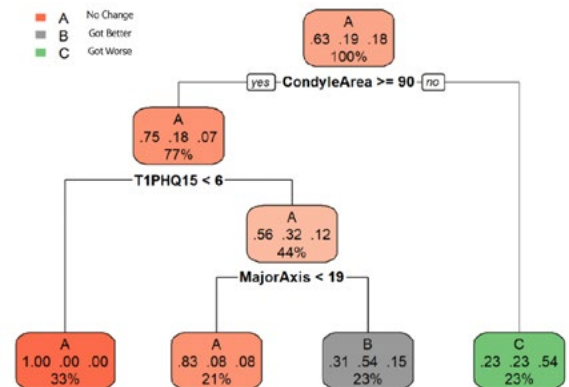 A No Change
B Got Better
C Got Worse
A
.63 .19 .18
100%
yes CondyleArea >= 90 no
A
.75 .18 .07
77%
T1PHQ15 < 6
A
.56 .32 .12
44%
MajorAxis < 19
A
1.00 .00 .00
33%
A
.83 .08 .08
21%
B
.31 .54 .15
23%
C
.23 .23 .54
23%